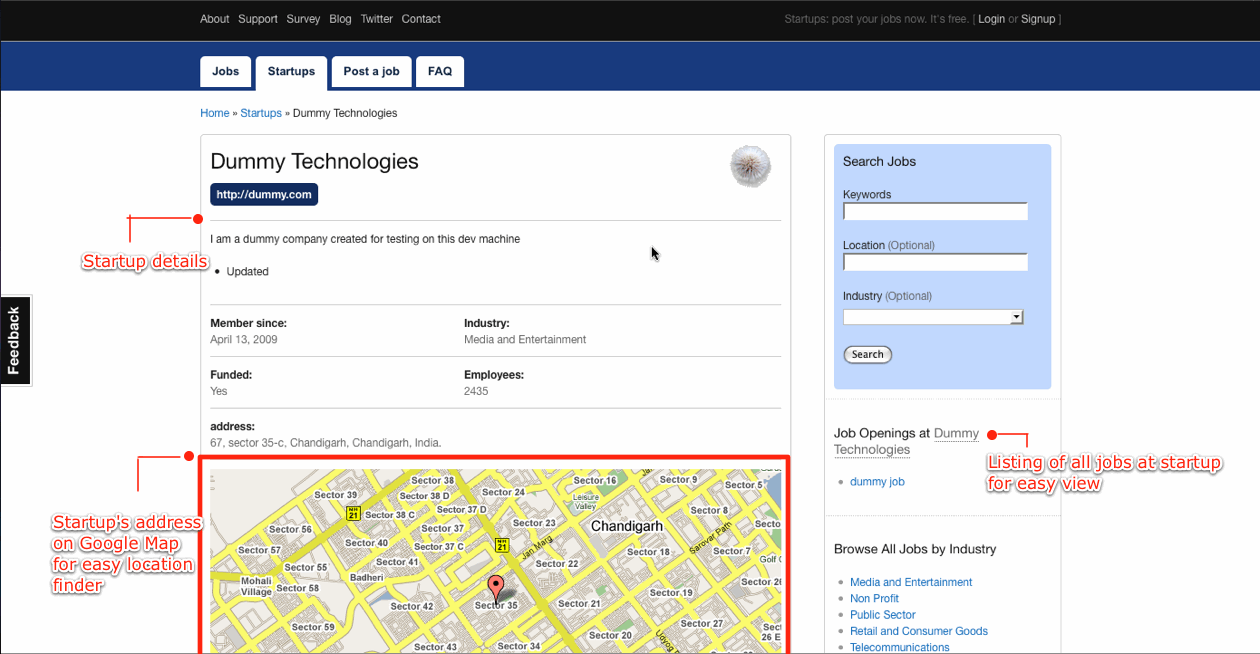 About Support Survey Blog Twitter Contact
Startups: post your jobs now. It's free. [ Login or Signup ]
Jobs
Startups
Post a job
FAQ
Home » Startups » Dummy Technologies
Dummy Technologies
http://dummy.com
Startup details
I am a dummy company created for testing on this dev machine
Updated
Feedback
Member since:
April 13, 2009
Industry:
Media and Entertainment
Funded:
Yes
Employees:
2435
address:
67, sector 35-c, Chandigarh, Chandigarh, India.
Startup's address
on Google Map
for easy location
finder
Sector 38
Sector 16
Sector 9
Sector 5
Sector 39
Sector 38 D
Sector 24
Leisure
Valley
Sector 8
MH
21
Sector 38 C
Sector 37 D
Sector 23
Chandigarh
Secto
Sector 56
Sector 37
Sarovar Path
Sector 57
Sector 40
Sector 37 C
MH
21
Jan Marg
Sector 18
Sector 7
Golf C
Sector 55
Sector 41
Sector 22
Mohali
Village
Sector 58
Badheri
Sector 19
Sector 26
Sector 42
Sector 35
Sector 21
Sector 59
Sector 20
Sector 27
Sect
26 E
Sector 43
Sector 34
Udyog
Search Jobs
Keywords
Location (Optional)
Industry (Optional)
Search
Job Openings at Dummy
Technologies
dummy job
Listing of all jobs at startup
for easy view
Browse All Jobs by Industry
Media and Entertainment
Non Profit
Public Sector
Retail and Consumer Goods
Telecommunications